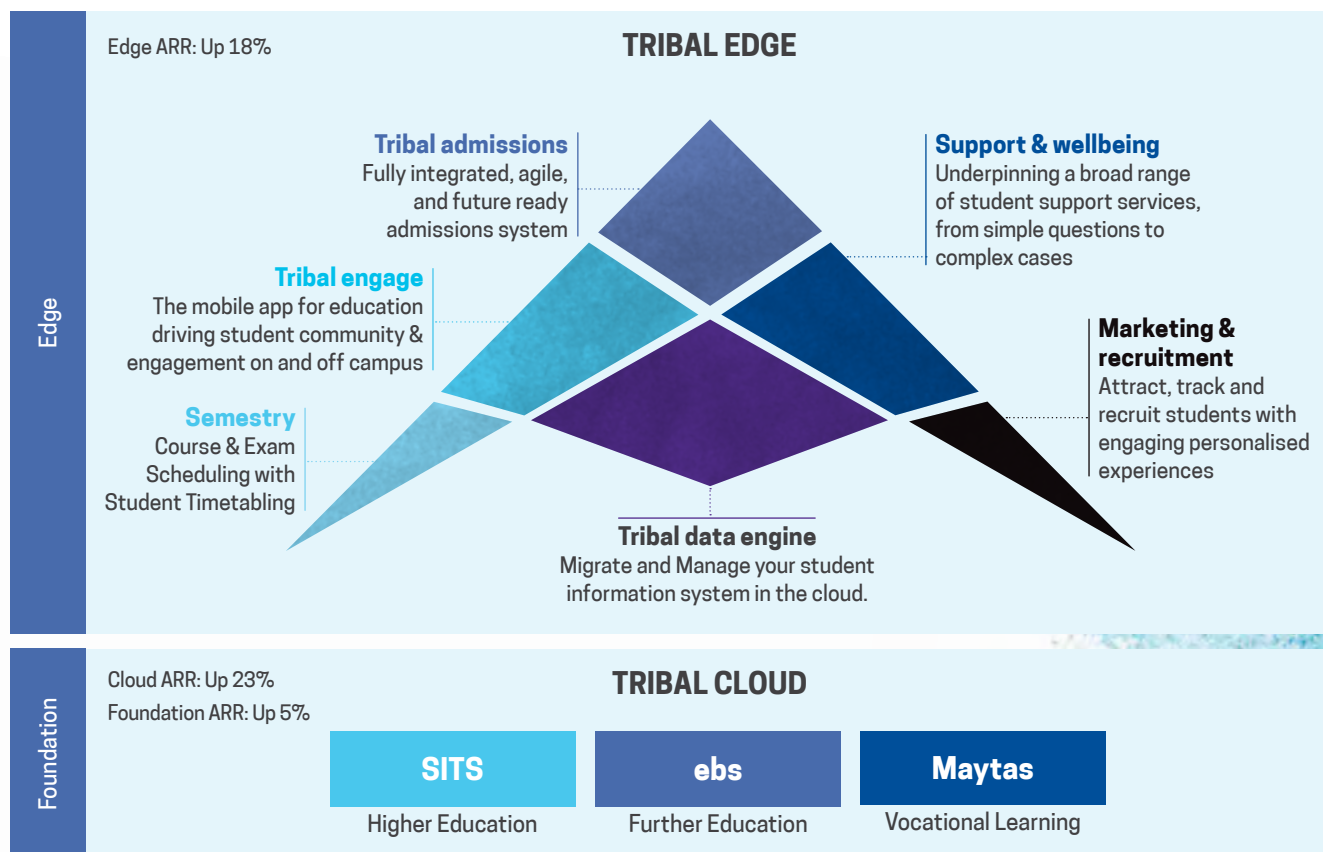 Edge
Edge ARR: Up 18%
TRIBAL EDGE
Tribal admissions
Fully integrated, agile,
and future ready
admissions system
Support & wellbeing
Underpinning a broad range
of student support services,
from simple questions to
complex cases
Tribal engage
The mobile app for education
driving student community &
engagement on and off campus
Marketing &
recruitment
Attract, track and
recruit students with
engaging personalised
experiences
Semestry
Course & Exam
Scheduling with
Student Timetabling
Tribal data engine
Migrate and Manage your student
information system in the cloud.
Foundation
Cloud ARR: Up 23%
Foundation ARR: Up 5%
TRIBAL CLOUD
SITS
Higher Education
ebs
Further Education
Maytas
Vocational Learning